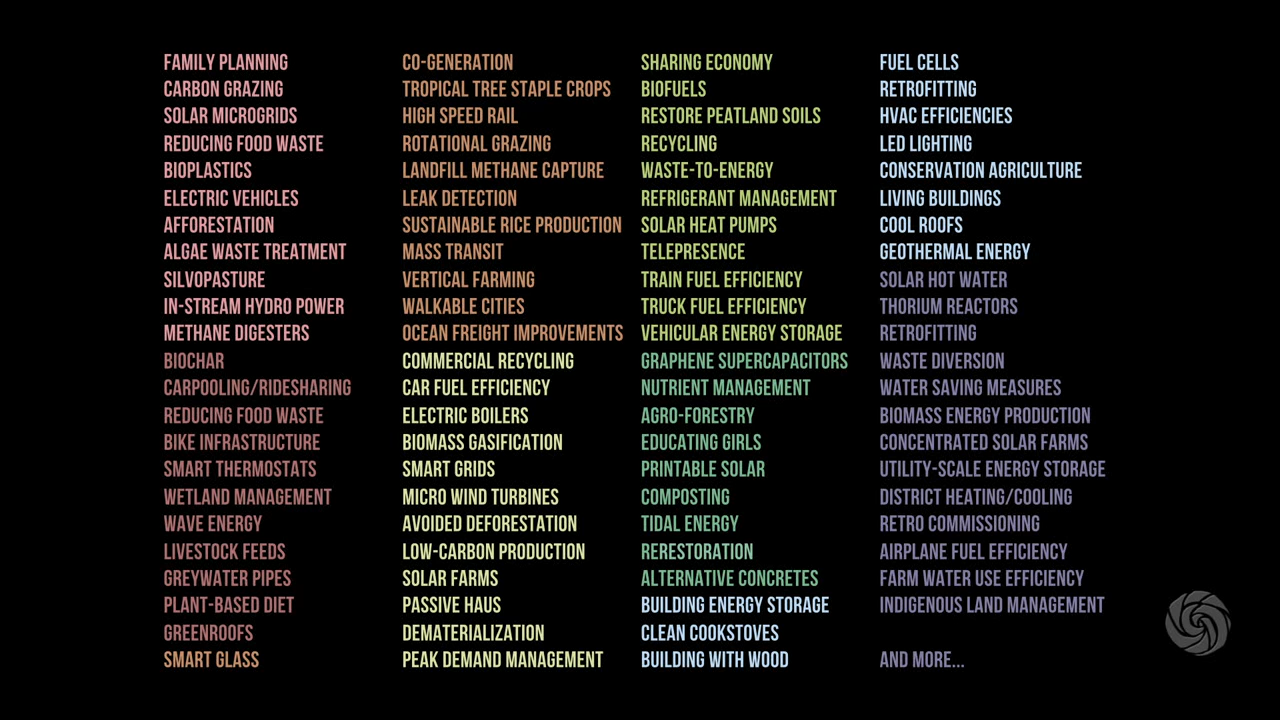 FAMILY PLANNING
CARBON GRAZING
SOLAR MICROGRIDS
REDUCING FOOD WASTE
BIOPLASTICS
ELECTRIC VEHICLES
AFFORESTATION
ALGAE WASTE TREATMENT
SILVOPASTURE
IN-STREAM HYDRO POWER
METHANE DIGESTERS
BIOCHAR
CARPOOLING/RIDESHARING
REDUCING FOOD WASTE
BIKE INFRASTRUCTURE
SMART THERMOSTATS
WETLAND MANAGEMENT
WAVE ENERGY
LIVESTOCK FEEDS
GREYWATER PIPES
PLANT-BASED DIET
GREENROOFS
SMART GLASS
CO-GENERATION
TROPICAL TREE STAPLE CROPS
HIGH SPEED RAIL
ROTATIONAL GRAZING
LANDFILL METHANE CAPTURE
LEAK DETECTION
SUSTAINABLE RICE PRODUCTION
MASS TRANSIT
VERTICAL FARMING
WALKABLE CITIES
OCEAN FREIGHT IMPROVEMENTS
COMMERCIAL RECYCLING
CAR FUEL EFFICIENCY
ELECTRIC BOILERS
BIOMASS GASIFICATION
SMART GRIDS
MICRO WIND TURBINES
AVOIDED DEFORESTATION
LOW-CARBON PRODUCTION
SOLAR FARMS
PASSIVE HAUS
DEMATERIALIZATION
PEAK DEMAND MANAGEMENT
SHARING ECONOMY
BIOFUELS
RESTORE PEATLAND SOILS
RECYCLING
WASTE-TO-ENERGY
REFRIGERANT MANAGEMENT
SOLAR HEAT PUMPS
TELEPRESENCE
TRAIN FUEL EFFICIENCY
TRUCK FUEL EFFICIENCY
VEHICULAR ENERGY STORAGE
GRAPHENE SUPERCAPACITORS
NUTRIENT MANAGEMENT
AGRO-FORESTRY
EDUCATING GIRLS
PRINTABLE SOLAR
COMPOSTING
TIDAL ENERGY
RERESTORATION
ALTERNATIVE CONCRETES
BUILDING ENERGY STORAGE
CLEAN COOKSTOVES
BUILDING WITH WOOD
FUEL CELLS
RETROFITTING
HVAC EFFICIENCIES
LED LIGHTING
CONSERVATION AGRICULTURE
LIVING BUILDINGS
COOL ROOFS
GEOTHERMAL ENERGY
SOLAR HOT WATER
THORIUM REACTORS
RETROFITTING
WASTE DIVERSION
WATER SAVING MEASURES
BIOMASS ENERGY PRODUCTION
CONCENTRATED SOLAR FARMS
UTILITY-SCALE ENERGY STORAGE
DISTRICT HEATING/COOLING
RETRO COMMISSIONING
AIRPLANE FUEL EFFICIENCY
FARM WATER USE EFFICIENCY
INDIGENOUS LAND MANAGEMENT
AND MORE...